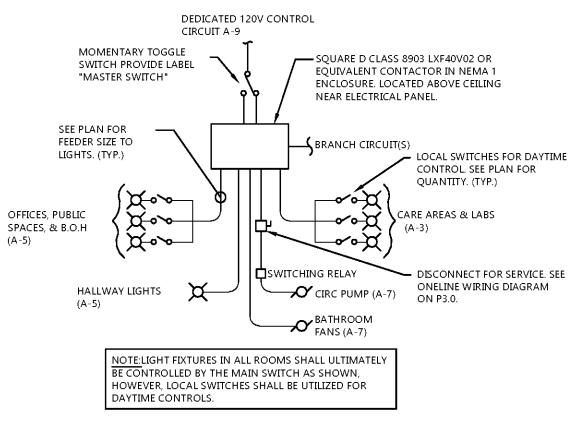 DEDICATED 120V CONTROL
CIRCUIT A-9
MOMENTARY TOGGLE
SWITCH PROVIDE LABEL
"MASTER SWITCH"
SQUARE D CLASS 8903 LXF40V02 OR
EQUIVALENT CONTACTOR IN NEMA 1
ENCLOSURE. LOCATED ABOVE CEILING
NEAR ELECTRICAL PANEL.
SEE PLAN FOR
FEEDER SIZE TO
LIGHTS. (TYP.)
BRANCH CIRCUIT(S)
LOCAL SWITCHES FOR DAYTIME
CONTROL. SEE PLAN FOR
QUANTITY. (TYP.)
OFFICES, PUBLIC
SPACES, & B.O.H
(A-5)
CARE AREAS & LABS
(A-3)
SWITCHING RELAY
DISCONNECT FOR SERVICE. SEE
ONELINE WIRING DIAGRAM
ON P3.0.
HALLWAY LIGHTS
(A-5)
CIRC PUMP (A-7)
BATHROOM
FANS (A-7)
NOTE:LIGHT FIXTURES IN ALL ROOMS SHALL ULTIMATELY
BE CONTROLLED BY THE MAIN SWITCH AS SHOWN,
HOWEVER, LOCAL SWITCHES SHALL BE UTILIZED FOR
DAYTIME CONTROLS.